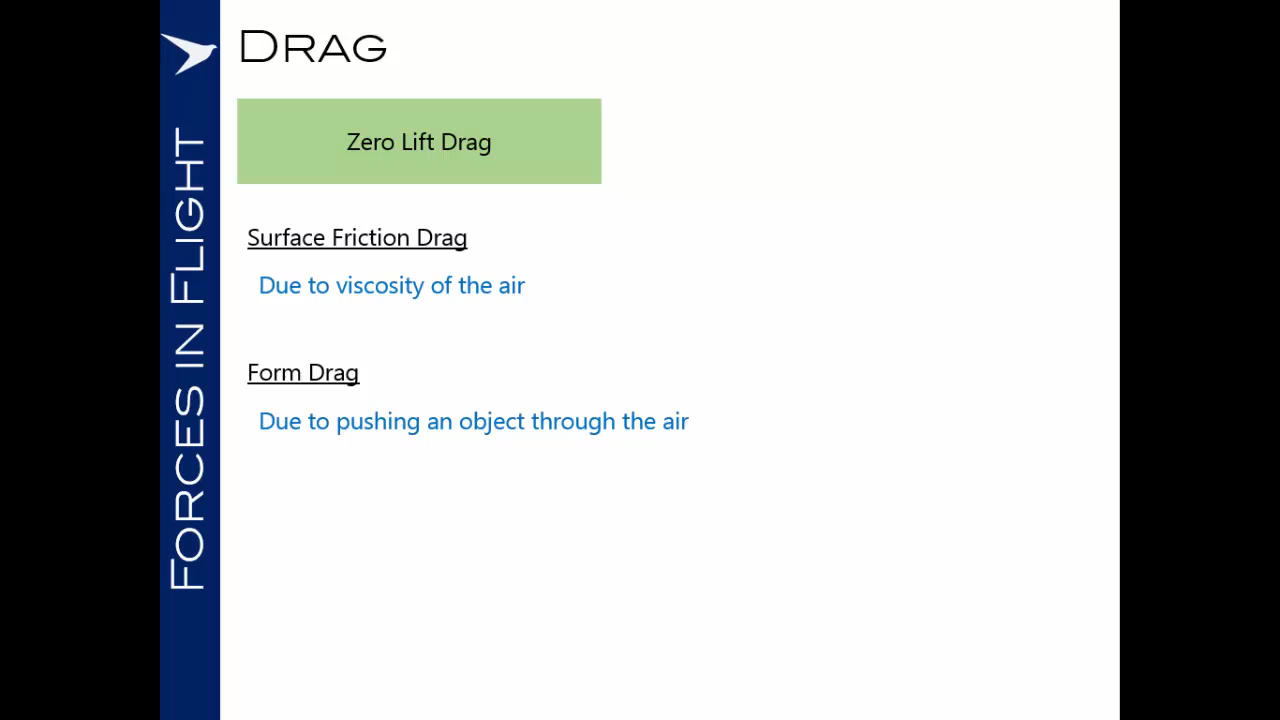 Drag
Forces in Flight
Zero Lift Drag
Surface Friction Drag
Due to viscosity of the air
Form Drag
Due to pushing an object through the air